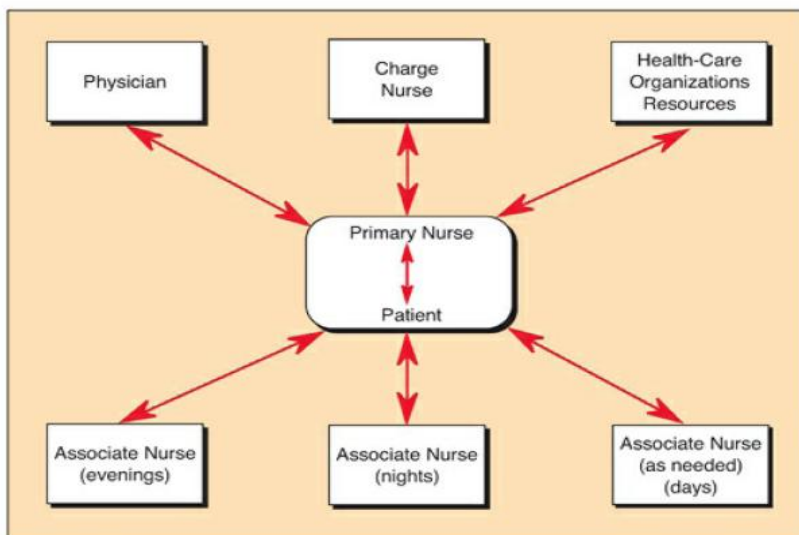 Physician
Charge
Nurse
Health-Care
Organizations
Resources
Primary Nurse
Patient
Associate Nurse
(evenings)
Associate Nurse
(nights)
Associate Nurse
(as needed)
(days)